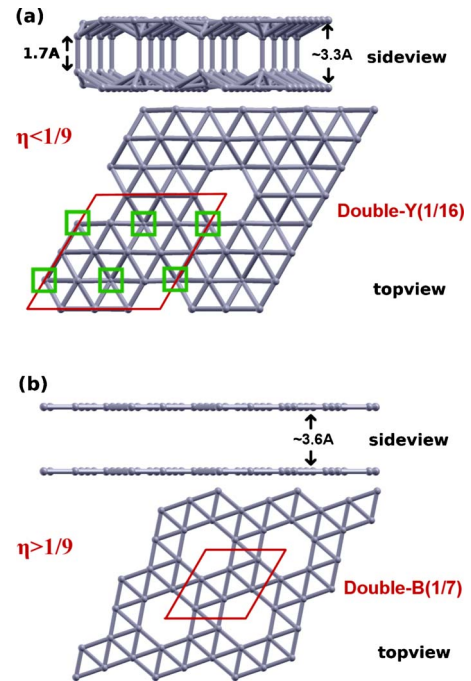 (a)
1.7A
~3.3A
sideview
η<1/9
Double-Y(1/16)
topview
(b)
~3.6A
sideview
η>1/9
Double-B(1/7)
topview